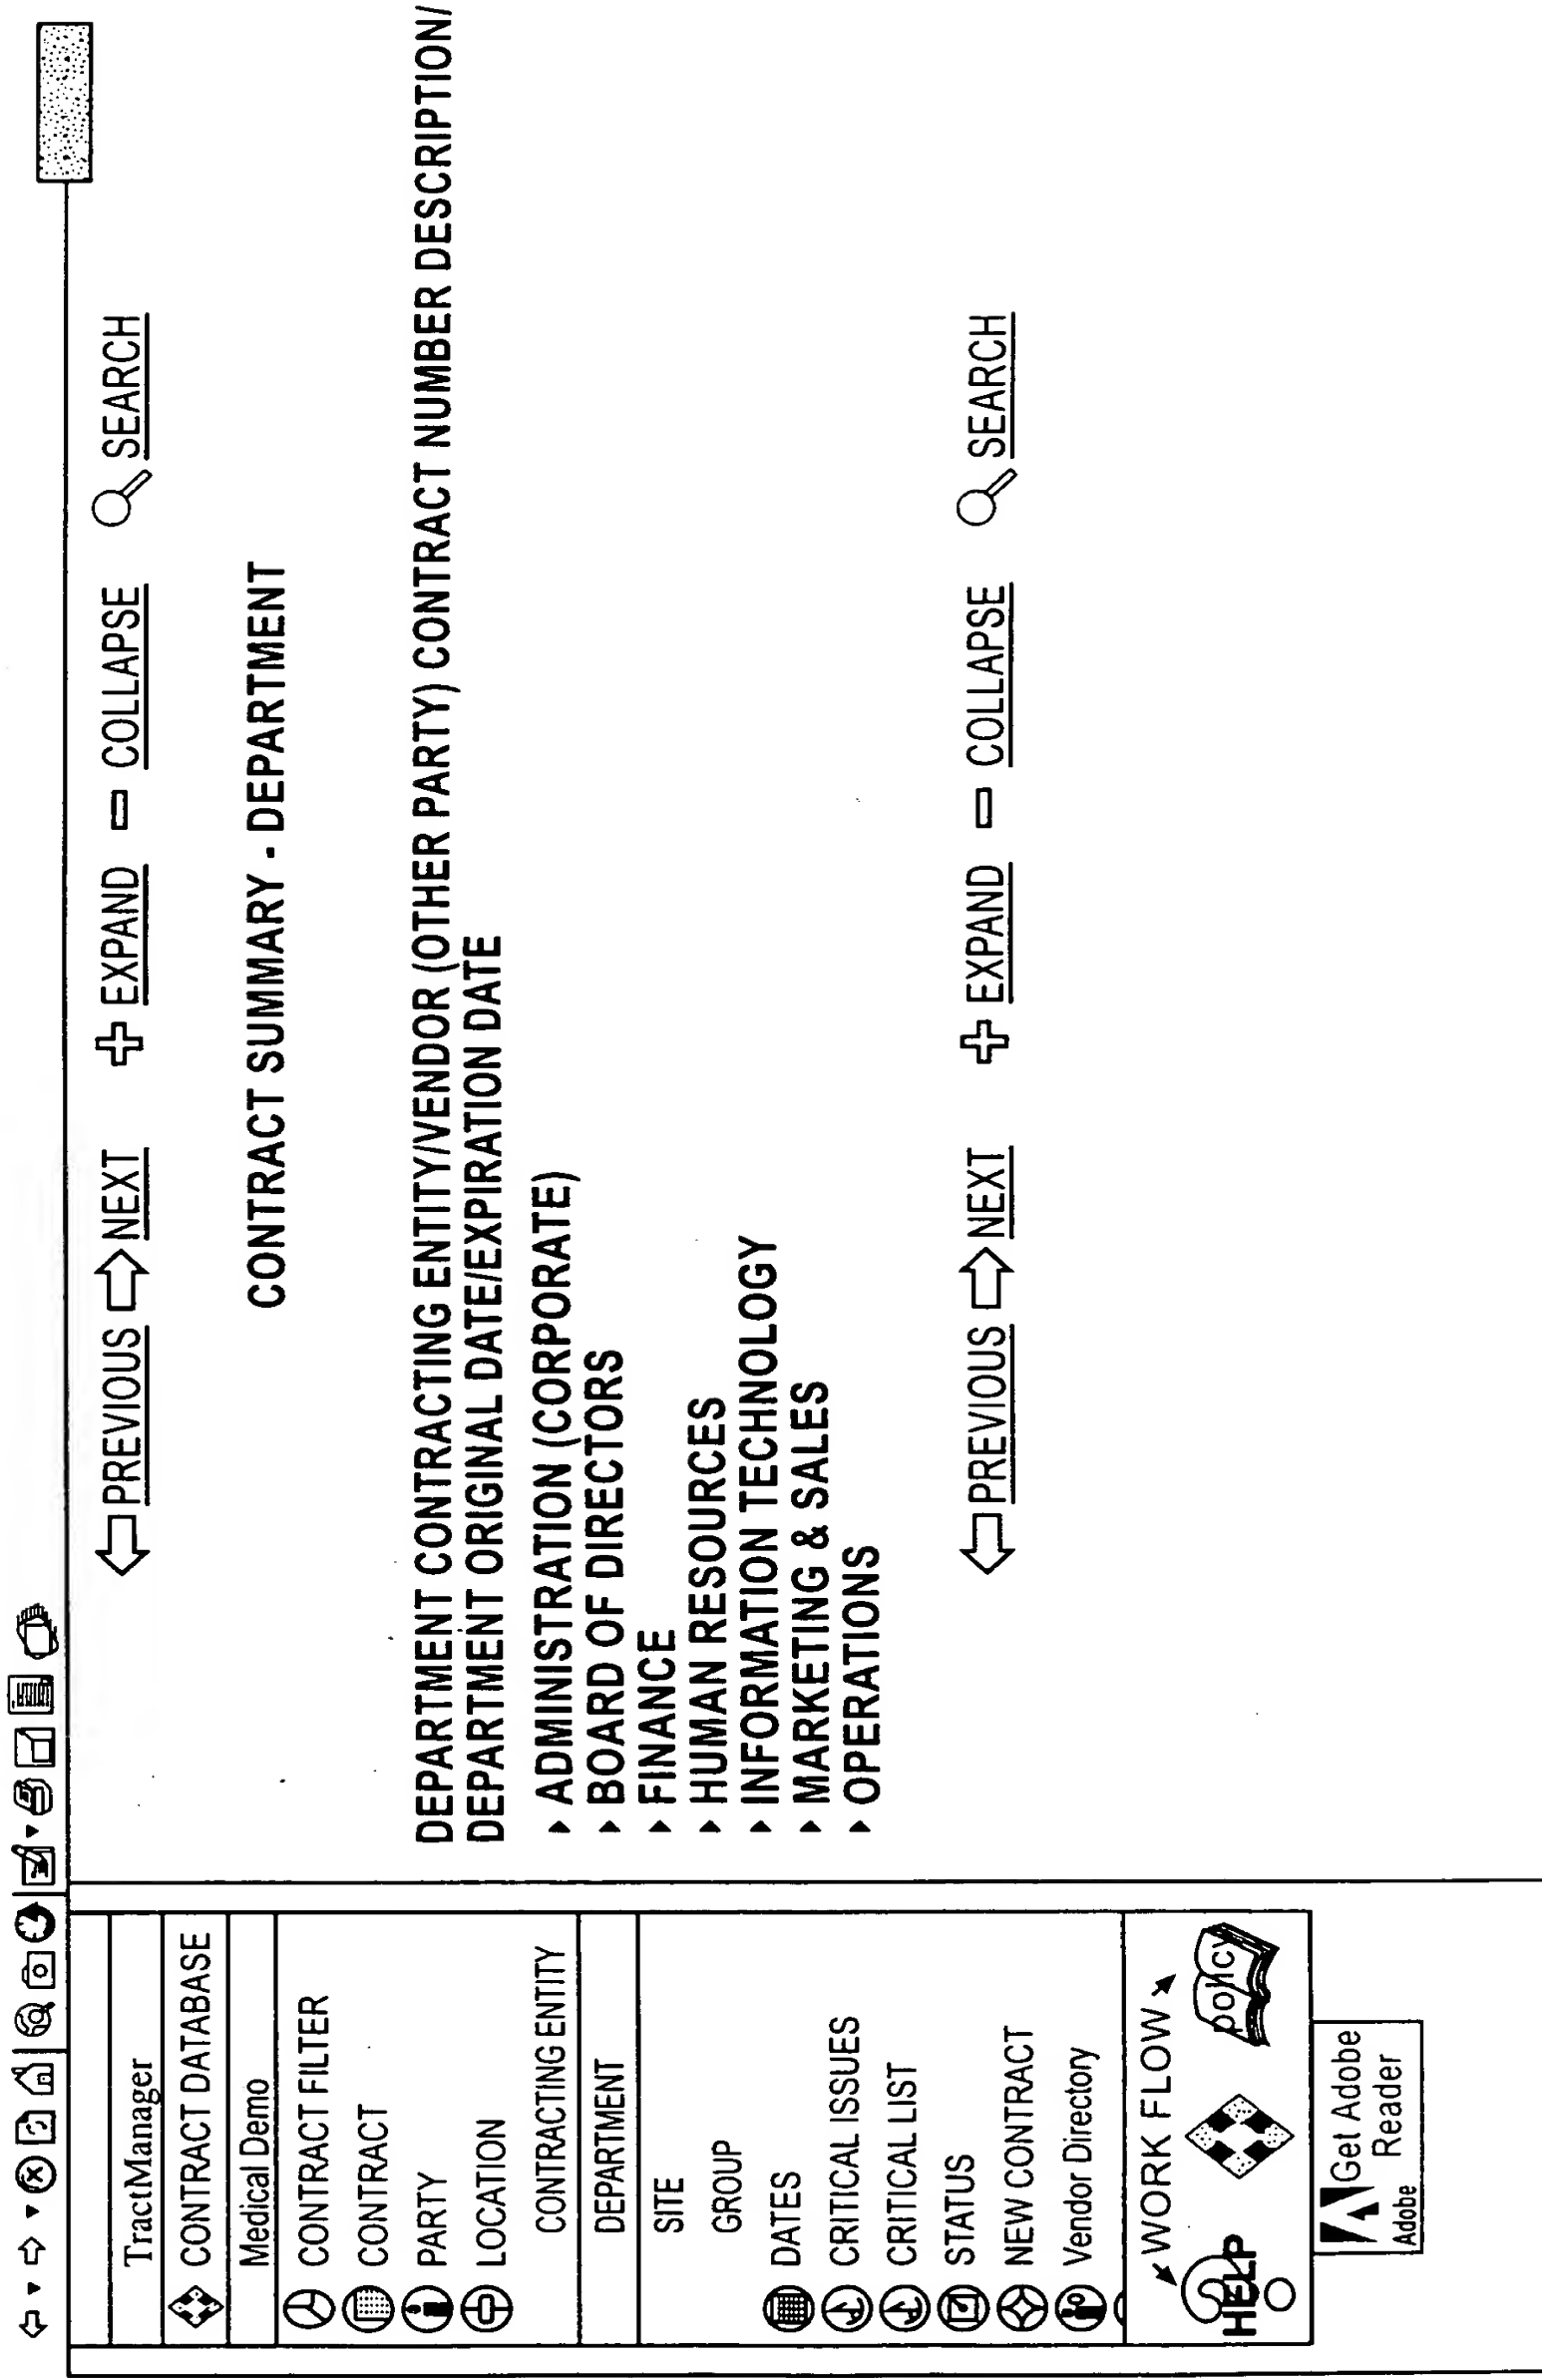 TractManager
CONTRACT DATABASE
Medical Demo
CONTRACT FILTER
CONTRACT
PARTY
LOCATION
CONTRACTING ENTITY
DEPARTMENT
SITE
GROUP
DATES
CRITICAL ISSUES
CRITICAL LIST
STATUS
NEW CONTRACT
Vendor Directory
WORK FLOW
HELP
policy
Adobe
Get Adobe
Reader
PREVIOUS NEXT EXPAND COLLAPSE SEARCH
CONTRACT SUMMARY - DEPARTMENT
DEPARTMENT CONTRACTING ENTITY/VENDOR (OTHER PARTY) CONTRACT NUMBER DESCRIPTION/
DEPARTMENT ORIGINAL DATE/EXPIRATION DATE
ADMINISTRATION (CORPORATE)
BOARD OF DIRECTORS
FINANCE
HUMAN RESOURCES
INFORMATION TECHNOLOGY
MARKETING & SALES
OPERATIONS
PREVIOUS NEXT EXPAND COLLAPSE SEARCH